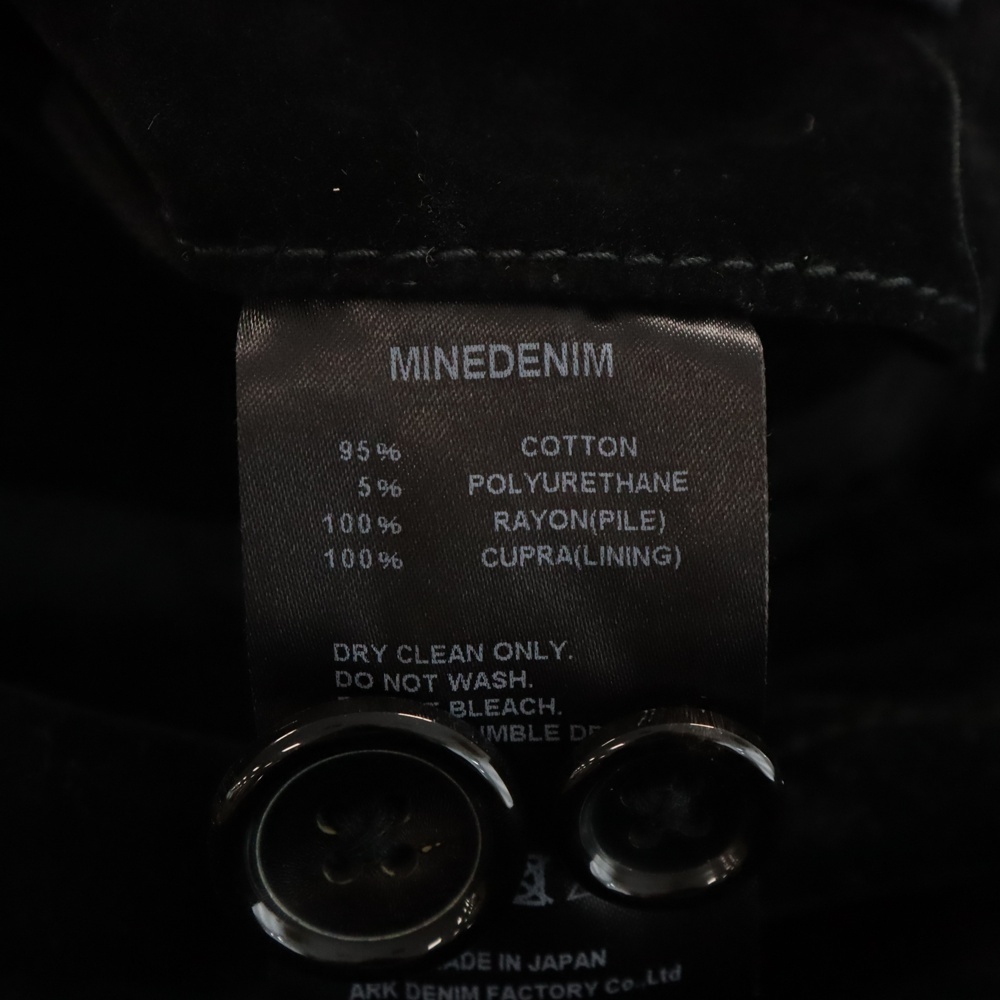 MINEDENIM
95% COTTON
5% POLYURETHANE
100% RAYON(PILE)
100% CUPRA(LINING)
DRY CLEAN ONLY.
DO NOT WASH.
BLEACH.
MADE IN JAPAN
ARK DENIM FACTORY Co.,Ltd